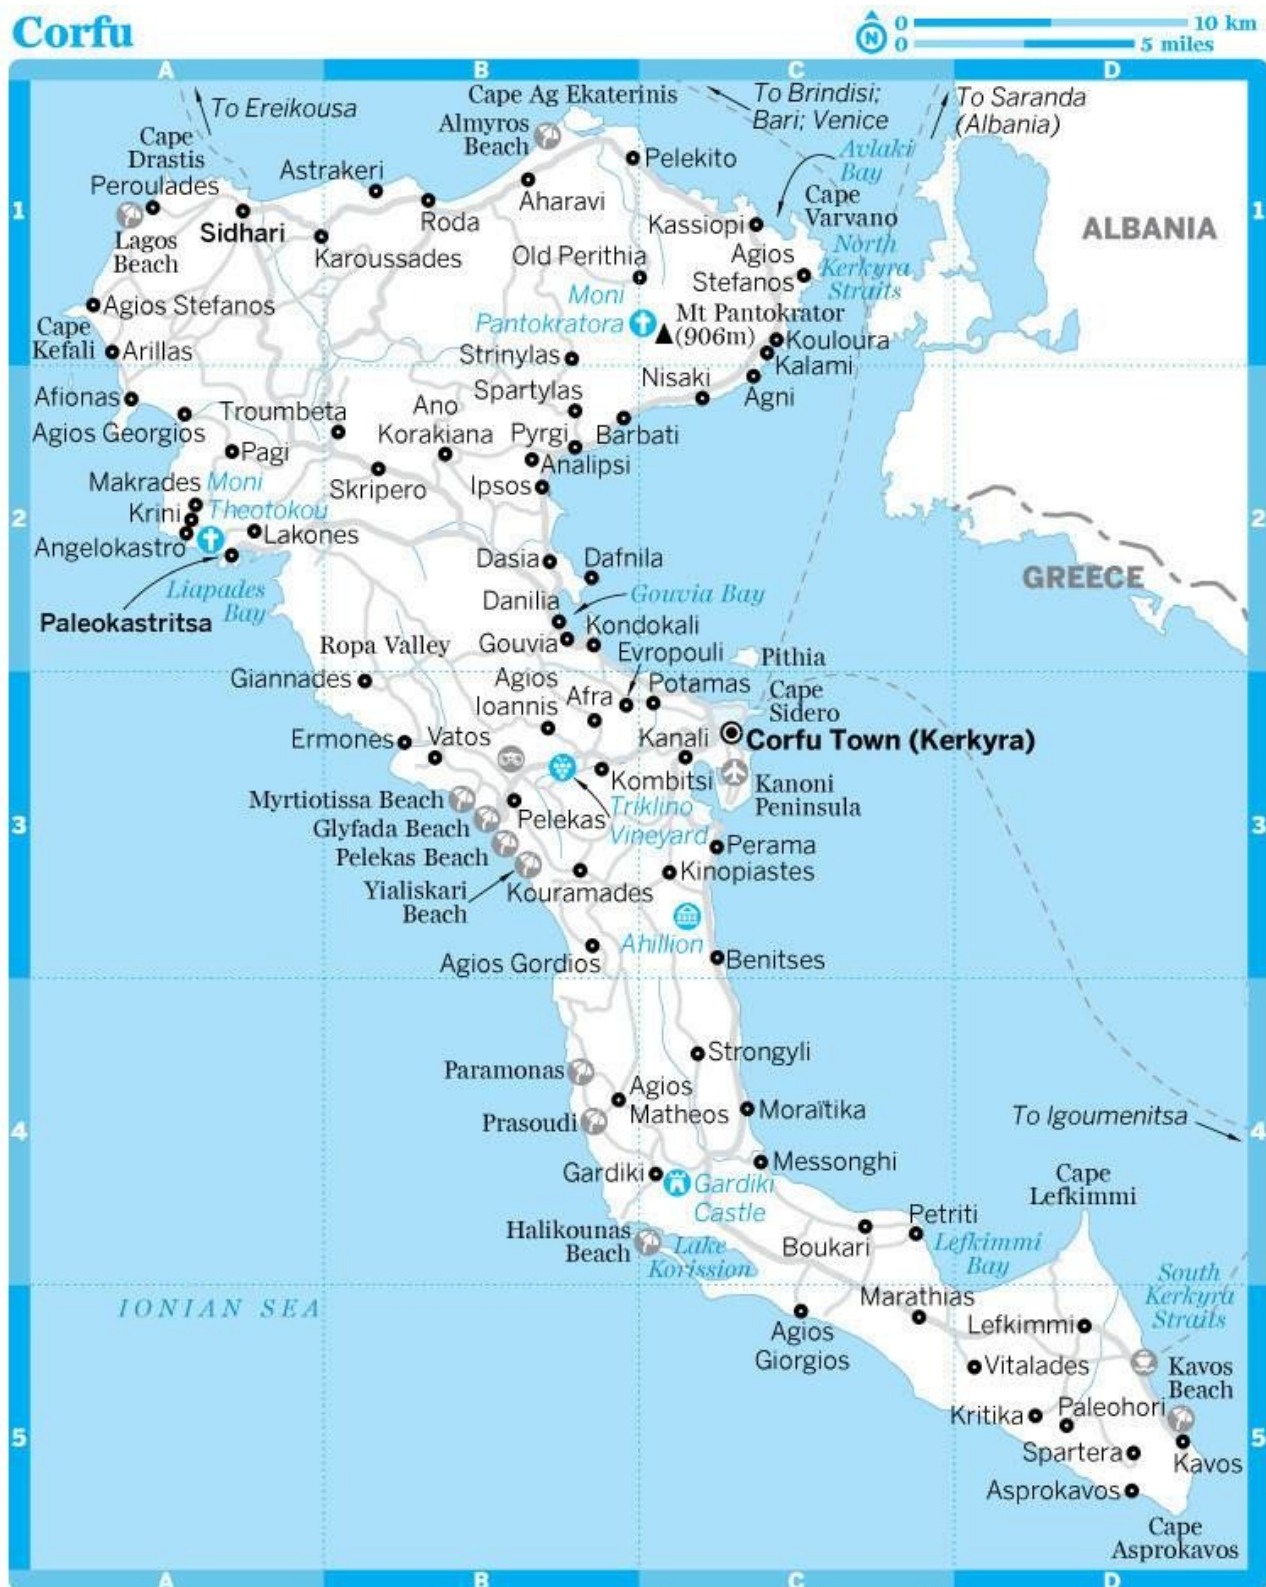 Corfu
0 10 km
N
0 5 miles
A B C D
To Ereikousa
Cape Ag Ekaterinis
To Brindisi;
Bari; Venice
To Saranda
(Albania)
Almyros
Beach
Cape
Drastis
Peroulades
Astrakeri
Pelekito
Avlaki
Bay
1
Aharavi
Cape
Varvano
1
Lagos
Beach
Sidhari
Roda
Kassiopi
ALBANIA
Karoussades
Old Perithia
Agios
Stefanos
North
Kerkyra
Straits
Agios Stefanos
Moni
Pantokratora
Mt Pantokrator
(906m)
Cape
Kefali
Arillas
Strinylas
Kouloura
Kalami
Afionas
Spartylas
Nisaki
Agni
Agios Georgios
Troumbeta
Ano
Korakiana
Pyrgi
Barbati
Pagi
Analipsi
Makrades
Moni
Theotokou
Skripero
Ipsos
Krini
2
2
Angelokastro
Lakones
Dasia
Dafnila
GREECE
Liapades
Bay
Paleokastritsa
Danilia
Gouvia Bay
Ropa Valley
Gouvia
Kondokali
Evropouli
Pithia
Giannades
Agios
Ioannis
Afra
Potamas
Cape
Sidero
Ermones
Vatos
Kanali
Corfu Town (Kerkyra)
Kombitsi
Kanoni
Peninsula
Myrtiotissa Beach
Triklino
Vineyard
3
Glyfada Beach
Pelekas
3
Pelekas Beach
Perama
Yialiskari
Beach
Kouramades
Kinopiastes
Ahillion
Agios Gordios
Benitses
Strongyli
Paramonas
Agios
Matheos
Moraïtika
Prasoudi
To Igoumenitsa
4
4
Gardiki
Messonghi
Gardiki
Castle
Cape
Lefkimmi
Halikounas
Beach
Lake
Korission
Boukari
Petriti
Lefkimmi
Bay
South
Kerkyra
Straits
IONIAN SEA
Marathias
Agios
Giorgios
Lefkimmi
Vitalades
Kavos
Beach
Kritika
Paleohori
5
5
Spartera
Kavos
Asprokavos
Cape
Asprokavos
A B C D